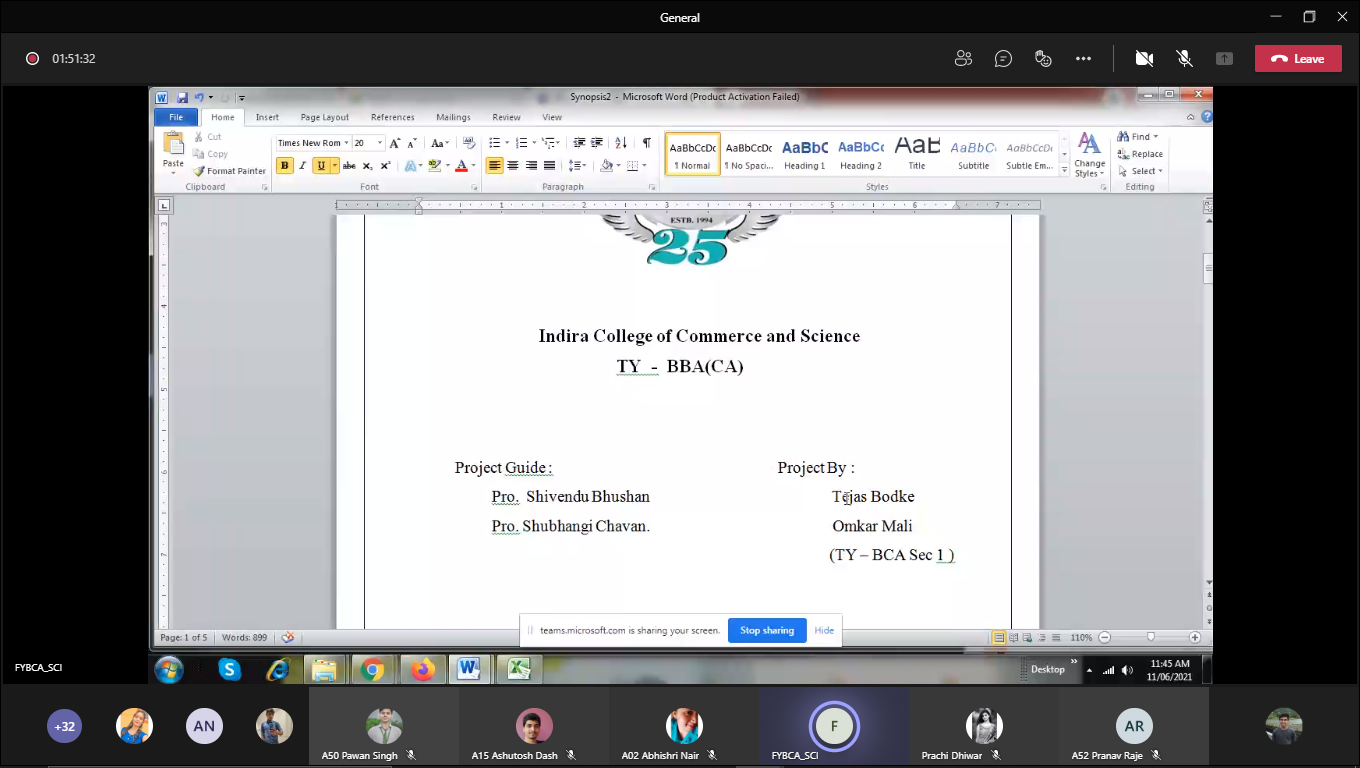 General
01:51:32
Leave
Synopsis2 - Microsoft Word (Product Activation Failed)
File Home Insert Page Layout References Mailings Review View
Paste
Cut
Copy
Format Painter
Clipboard
Times New Rom 20
B I U abc x₂ x² A
Font
Paragraph
AaBbCcDc AaBbCcDc AaBbC AaBbCc AaB AaBbCc. AaBbCcDi
¶ Normal ¶ No Spaci... Heading 1 Heading 2 Title Subtitle Subtle Em...
Styles
Change Styles
Find
Replace
Select
Editing
ESTB. 1994
25
Indira College of Commerce and Science
TY - BBA(CA)
Project Guide : Project By :
Pro. Shivendu Bhushan Tejas Bodke
Pro. Shubhangi Chavan. Omkar Mali
(TY – BCA Sec 1 )
teams.microsoft.com is sharing your screen. Stop sharing Hide
Page: 1 of 5 Words: 899 110%
Desktop
11:45 AM
11/06/2021
FYBCA_SCI
+32 AN F AR
A50 Pawan Singh A15 Ashutosh Dash A02 Abhishri Nair FYBCA_SCI Prachi Dhiwar A52 Pranav Raje